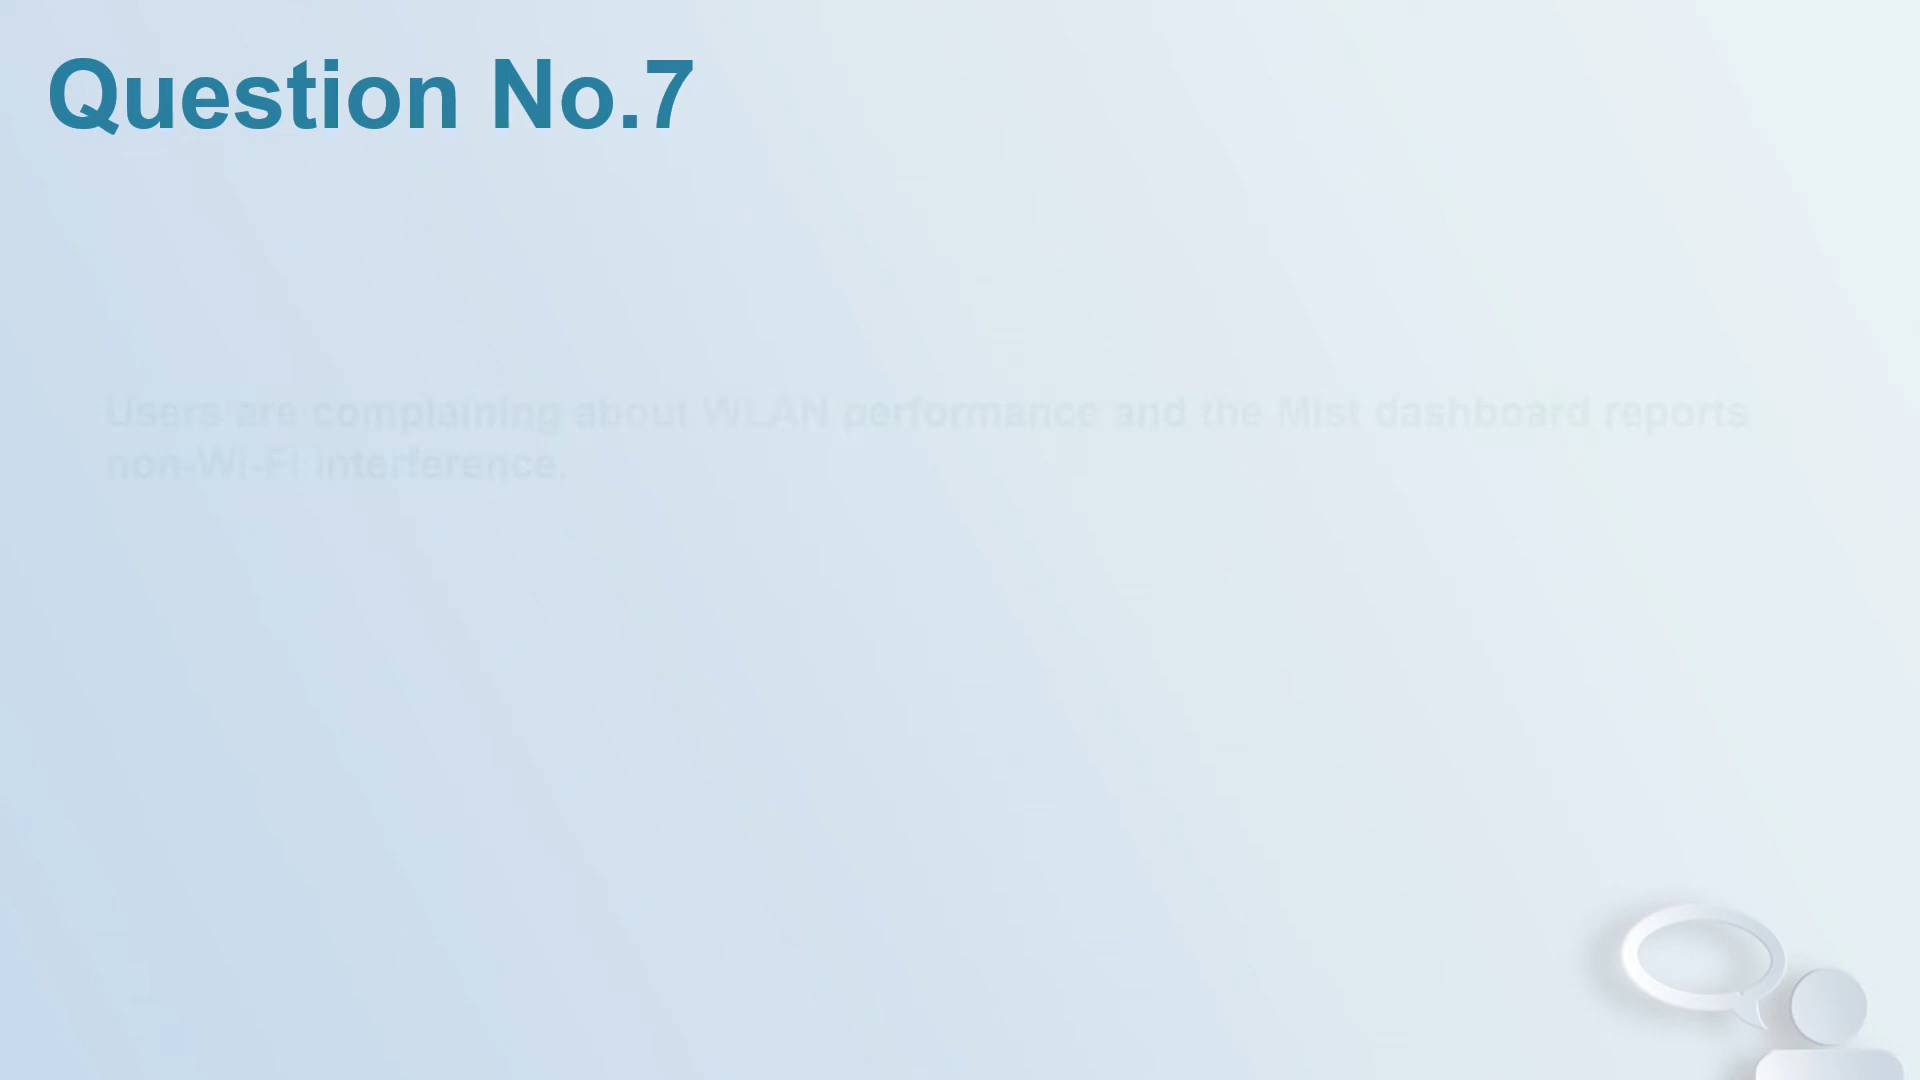 Question No.7
Users are complaining about WLAN performance and the Mist dashboard reports
non-Wi-Fi interference.